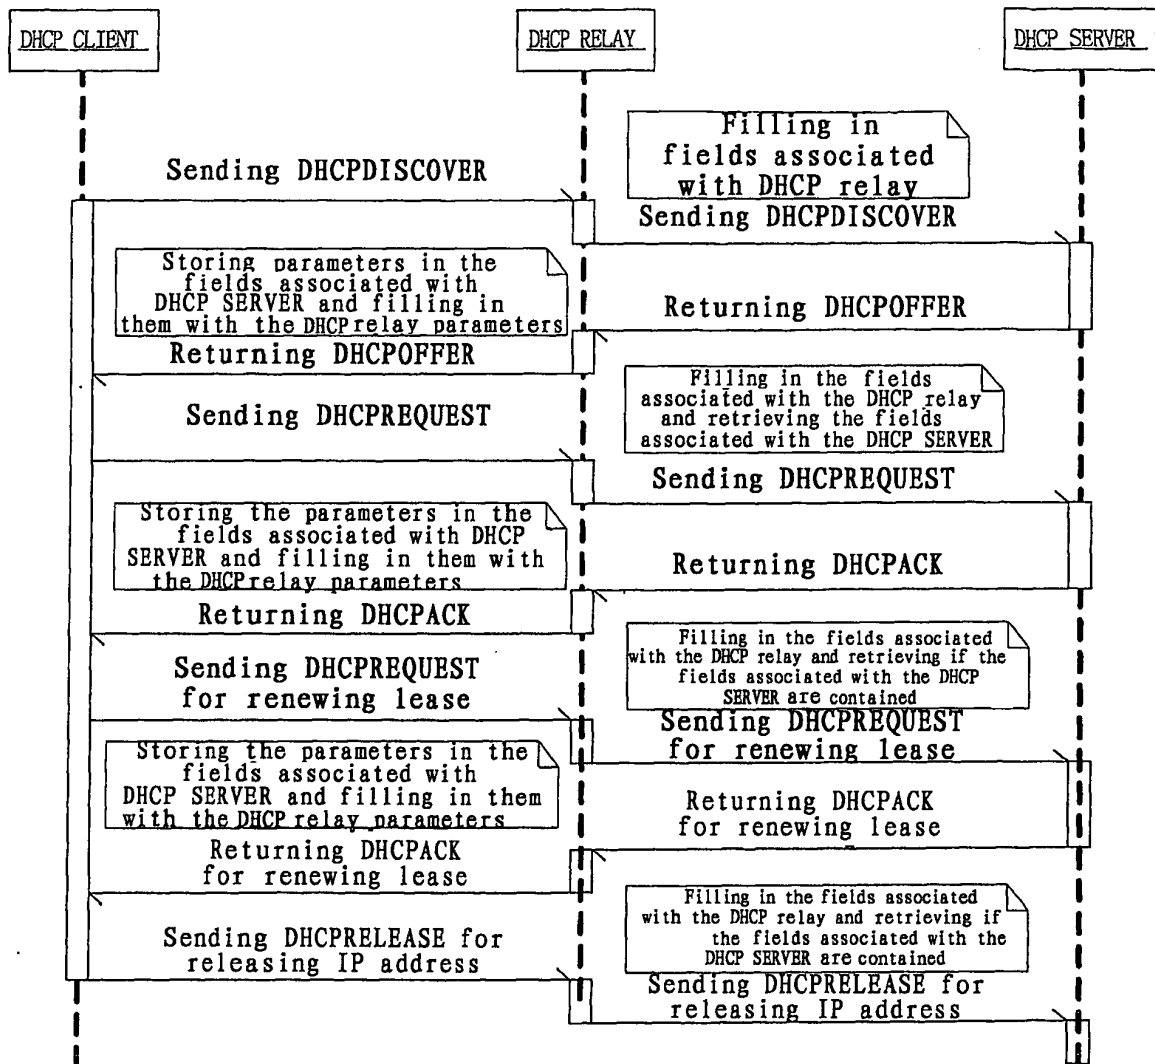 DHCP CLIENT
DHCP RELAY
DHCP SERVER
Filling in
fields associated
with DHCP relay
Sending DHCPDISCOVER
Sending DHCPDISCOVER
Storing parameters in the
fields associated with
DHCP SERVER and filling in
them with the DHCP relay parameters
Returning DHCPOFFER
Returning DHCPOFFER
Filling in the fields
associated with the DHCP relay
and retrieving the fields
associated with the DHCP SERVER
Sending DHCPREQUEST
Sending DHCPREQUEST
Storing the parameters in the
fields associated with DHCP
SERVER and filling in them with
the DHCP relay parameters
Returning DHCPACK
Returning DHCPACK
Filling in the fields associated
with the DHCP relay and retrieving if the
fields associated with the DHCP
SERVER are contained
Sending DHCPREQUEST
for renewing lease
Sending DHCPREQUEST
for renewing lease
Storing the parameters in the
fields associated with
DHCP SERVER and filling in them
with the DHCP relay parameters
Returning DHCPACK
for renewing lease
Returning DHCPACK
for renewing lease
Filling in the fields associated
with the DHCP relay and retrieving if
the fields associated with the
DHCP SERVER are contained
Sending DHCPRELEASE for
releasing IP address
Sending DHCPRELEASE for
releasing IP address